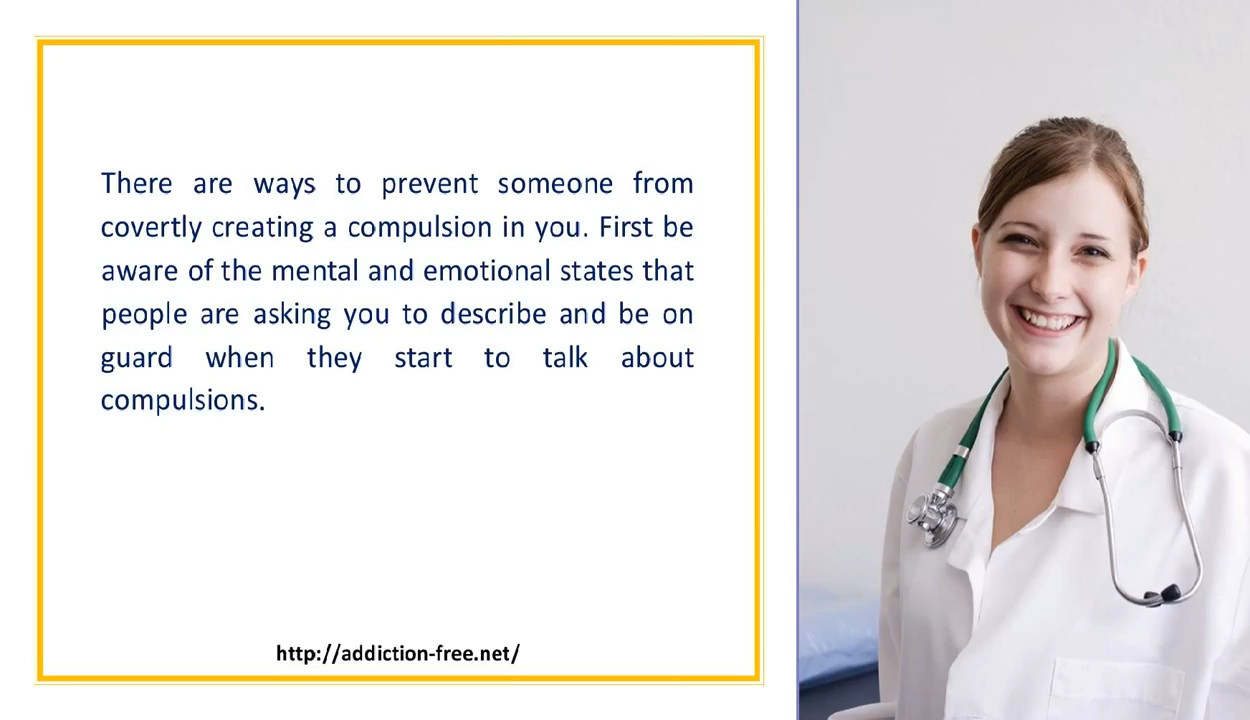 There are ways to prevent someone from
covertly creating a compulsion in you. First be
aware of the mental and emotional states that
people are asking you to describe and be on
guard when they start to talk about
compulsions.
http://addiction-free.net/